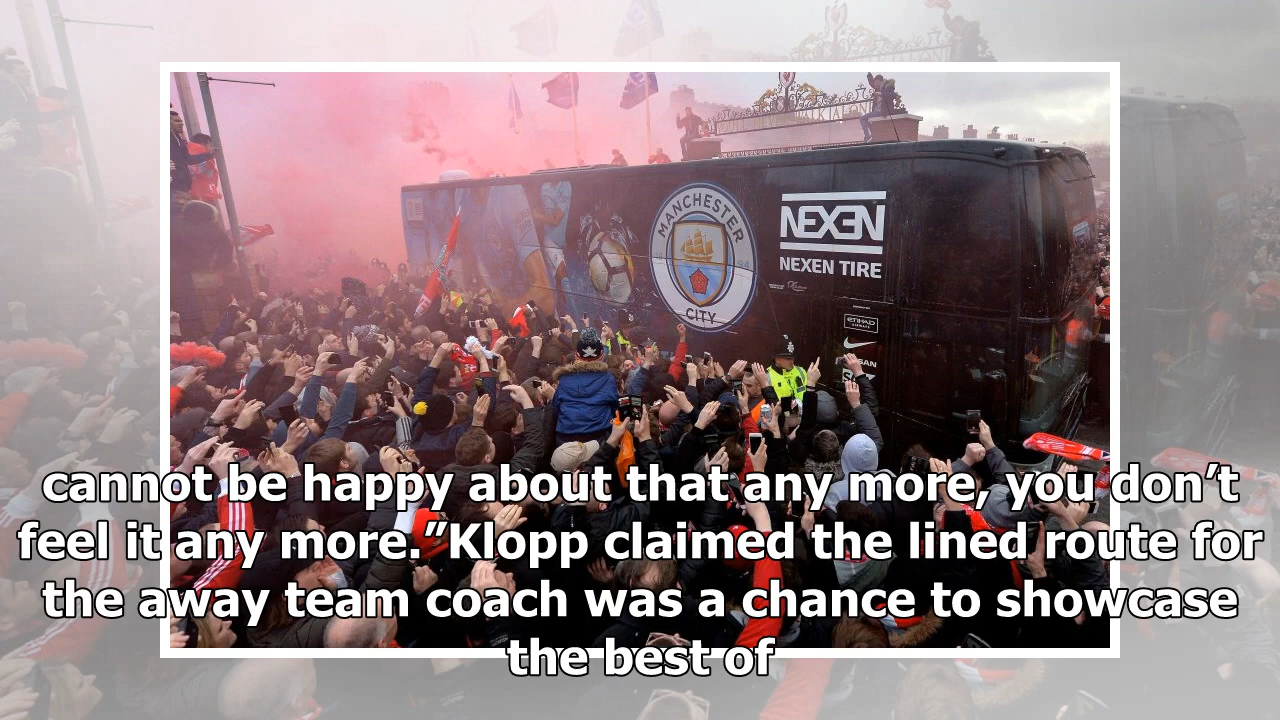 MANCHESTER
CITY
NEXEN
NEXEN TIRE
ETIHAD
cannot be happy about that any more, you don’t
feel it any more.”Klopp claimed the lined route for
the away team coach was a chance to showcase
the best of